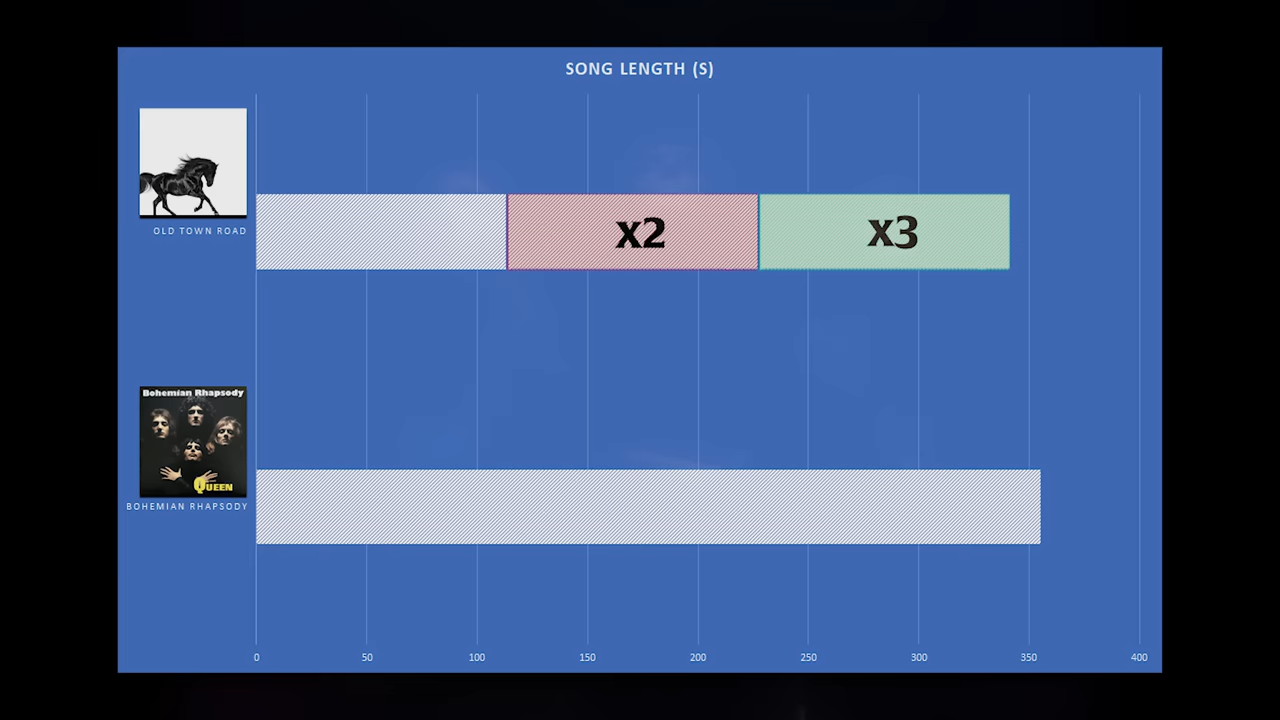 SONG LENGTH (S)
OLD TOWN ROAD
x2
x3
Bohemian Rhapsody
QUEEN
BOHEMIAN RHAPSODY
0 50 100 150 200 250 300 350 400